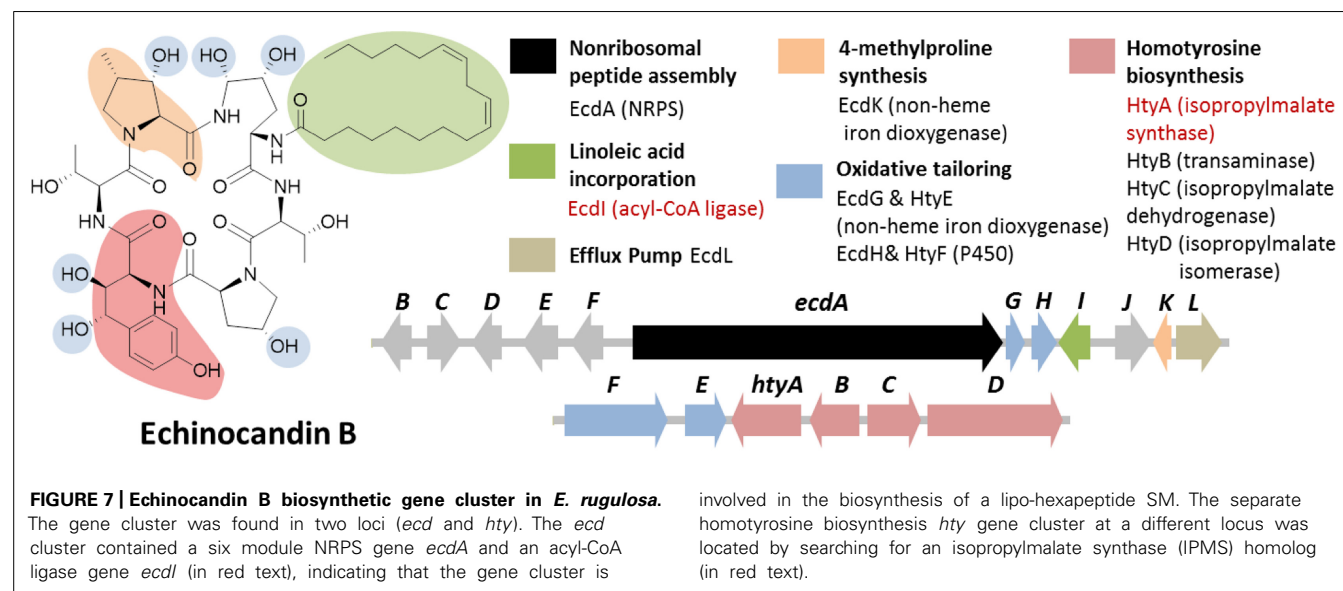 OH
OH
OH
O
NH
N
O
N
H
O
O
O
NH
HO
HN
OH
O
O
O
N
HO
N
H
HO
OH
OH
Echinocandin B
Nonribosomal
peptide assembly
EcdA (NRPS)
Linoleic acid
incorporation
EcdI (acyl-CoA ligase)
Efflux Pump EcdL
4-methylproline
synthesis
EcdK (non-heme
iron dioxygenase)
Oxidative tailoring
EcdG & HtyE
(non-heme iron dioxygenase)
EcdH& HtyF (P450)
Homotyrosine
biosynthesis
HtyA (isopropylmalate
synthase)
HtyB (transaminase)
HtyC (isopropylmalate
dehydrogenase)
HtyD (isopropylmalate
isomerase)
B C D E F ecdA G H I J K L
F E htyA B C D
FIGURE 7 | Echinocandin B biosynthetic gene cluster in E. rugulosa.
The gene cluster was found in two loci (ecd and hty). The ecd
cluster contained a six module NRPS gene ecdA and an acyl-CoA
ligase gene ecdI (in red text), indicating that the gene cluster is
involved in the biosynthesis of a lipo-hexapeptide SM. The separate
homotyrosine biosynthesis hty gene cluster at a different locus was
located by searching for an isopropylmalate synthase (IPMS) homolog
(in red text).